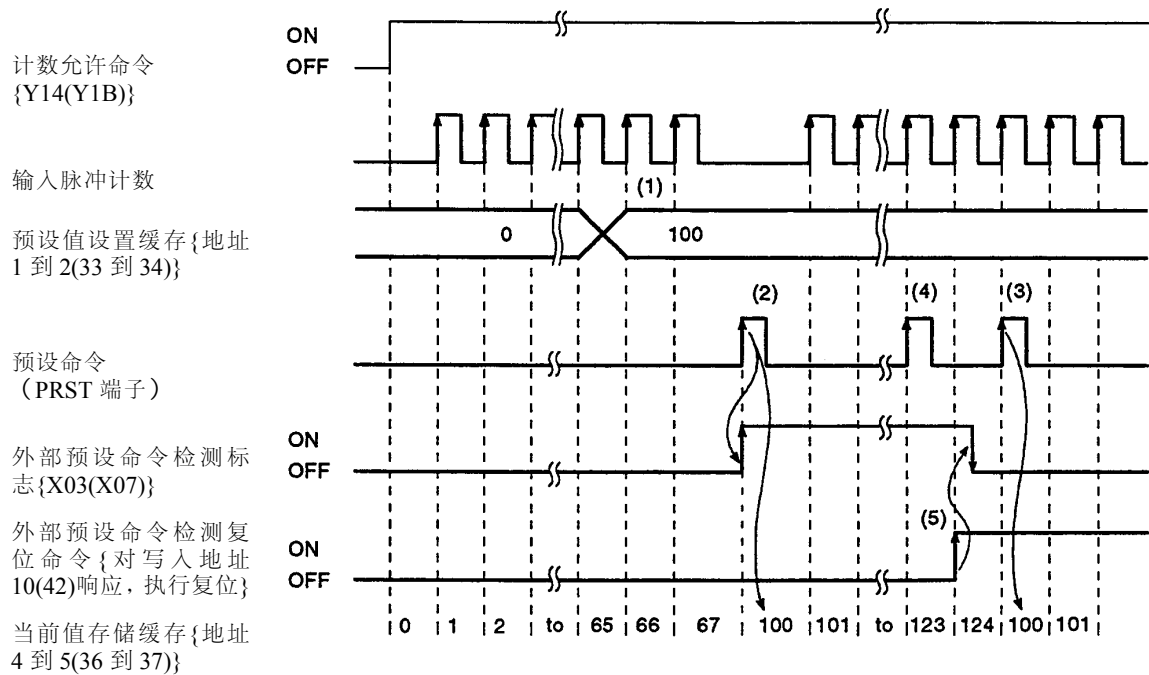 ON
OFF
计数允许命令
{Y14(Y1B)}
输入脉冲计数
(1)
预设值设置缓存{地址
1 到 2(33 到 34)}
0
100
(2)
(4)
(3)
预设命令
（PRST 端子）
ON
OFF
外部预设命令检测标
志{X03(X07)}
(5)
外部预设命令检测复
位命令{对写入地址
10(42)响应，执行复位}
ON
OFF
当前值存储缓存{地址
4 到 5(36 到 37)}
0 1 2 to 65 66 67 100 101 to 123 124 100 101